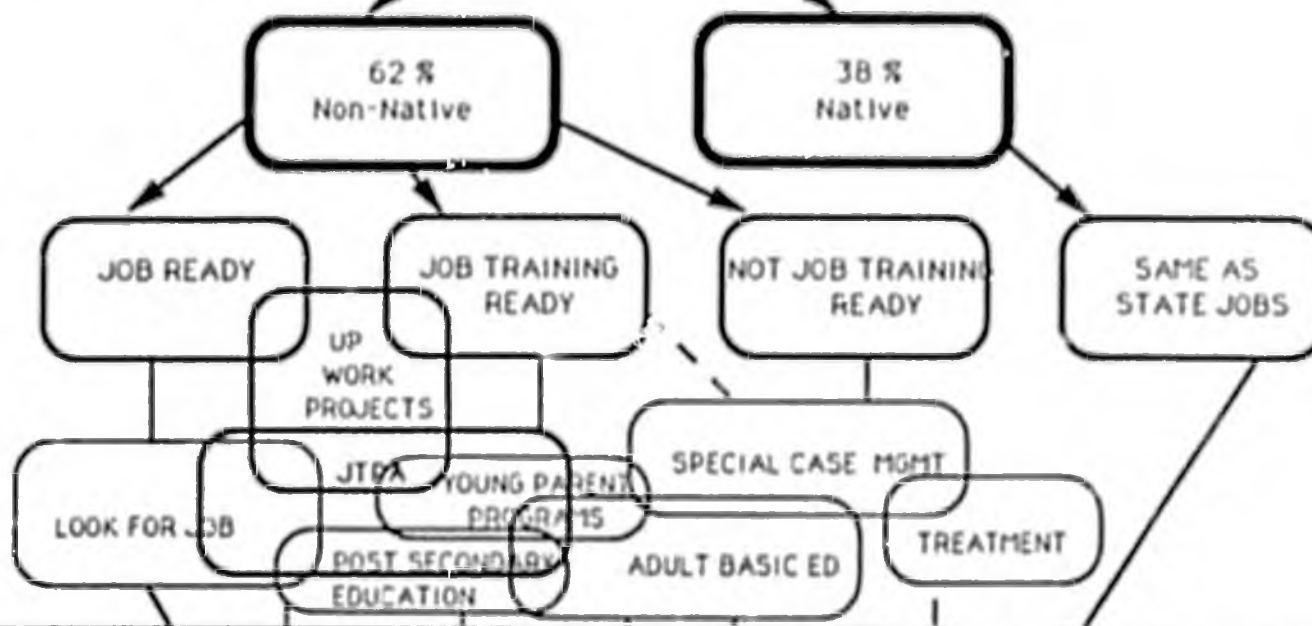 62 %
Non-Native
38 %
Native
JOB READY
JOB TRAINING
READY
NOT JOB TRAINING
READY
SAME AS
STATE JOBS
UP
WORK
PROJECTS
JTPA
YOUNG PARENT
PROGRAMS
SPECIAL CASE MGMT
LOOK FOR JOB
POST SECONDARY
EDUCATION
ADULT BASIC ED
TREATMENT